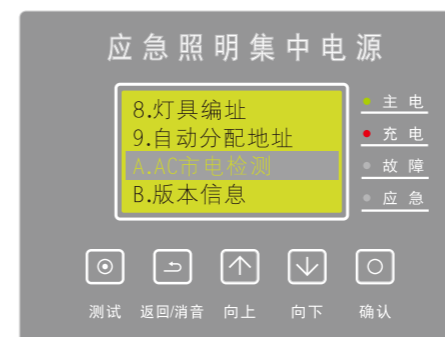 应急照明集中电源
8.灯具编址
9.自动分配地址
A.AC市电检测
B.版本信息
主电
充电
故障
应急
测试 返回/消音 向上 向下 确认